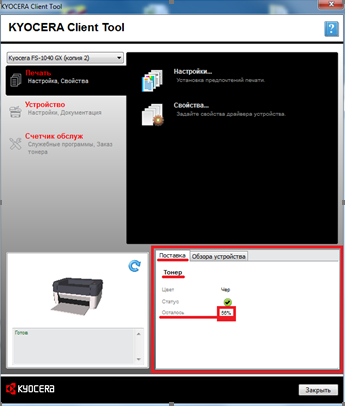 KYOCERA Client Tool
KYOCERA Client Tool
?
Kyocera FS-1040 GX (копия 2)
Печать
Настройка, Свойства
Устройство
Настройки, Документация
Счетчик обслуж
Служебные программы, Заказ
тонера
Настройки...
Установка предпочтений печати.
Свойства...
Задайте свойства драйвера устройства.
Готов
Поставка
Обзора устройства
Тонер
Цвет
Чер
Статус
Осталось
56%
KYOCERA
Закрыть